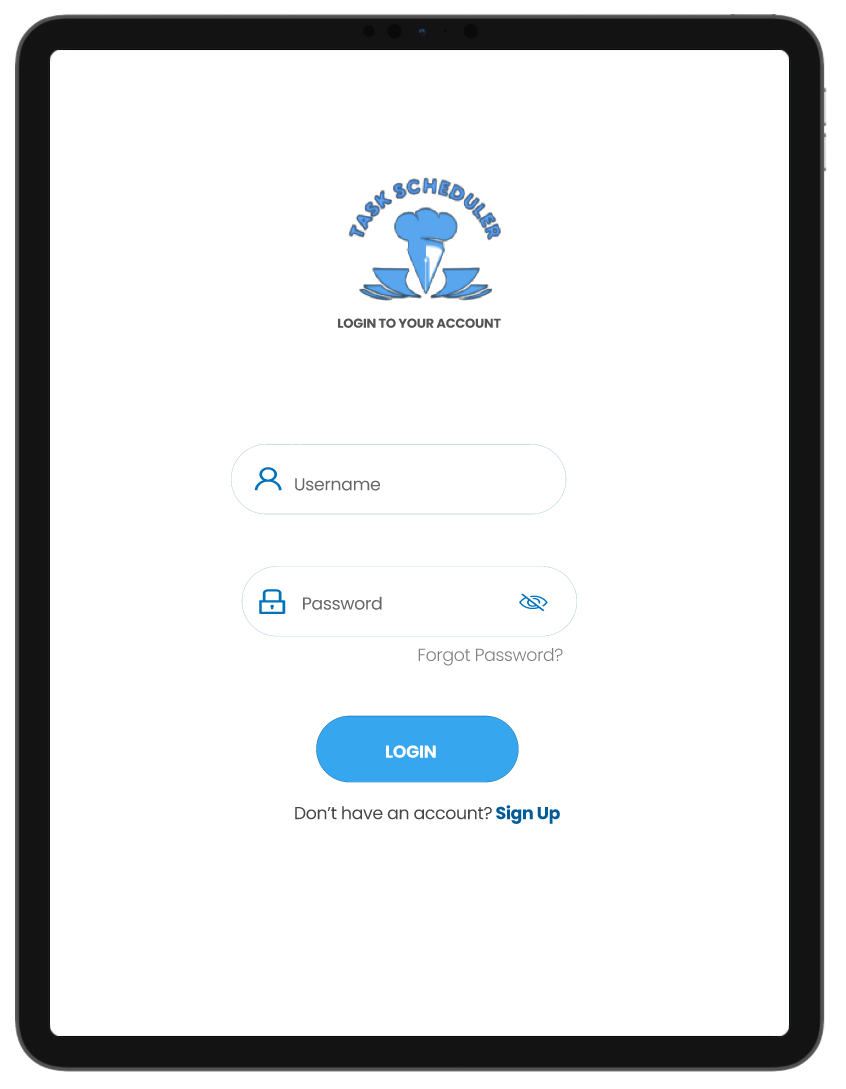 TASK SCHEDULER
LOGIN TO YOUR ACCOUNT
Username
Password
Forgot Password?
LOGIN
Don’t have an account? Sign Up